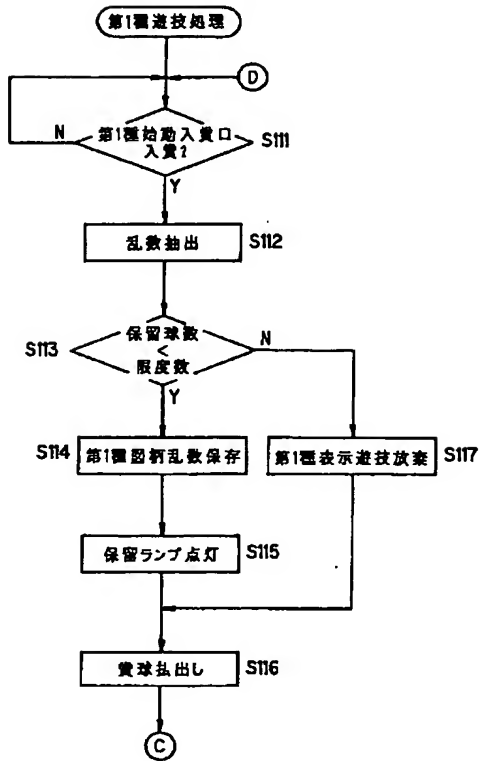 第1種遊技処理
D
N
第1種始動入賞口
入賞?
S111
Y
乱数抽出
S112
S113
保留球数
<
限度数
N
Y
S114
第1種図柄乱数保存
第1種表示遊技放棄
S117
保留ランプ点灯
S115
賞球払出し
S116
C